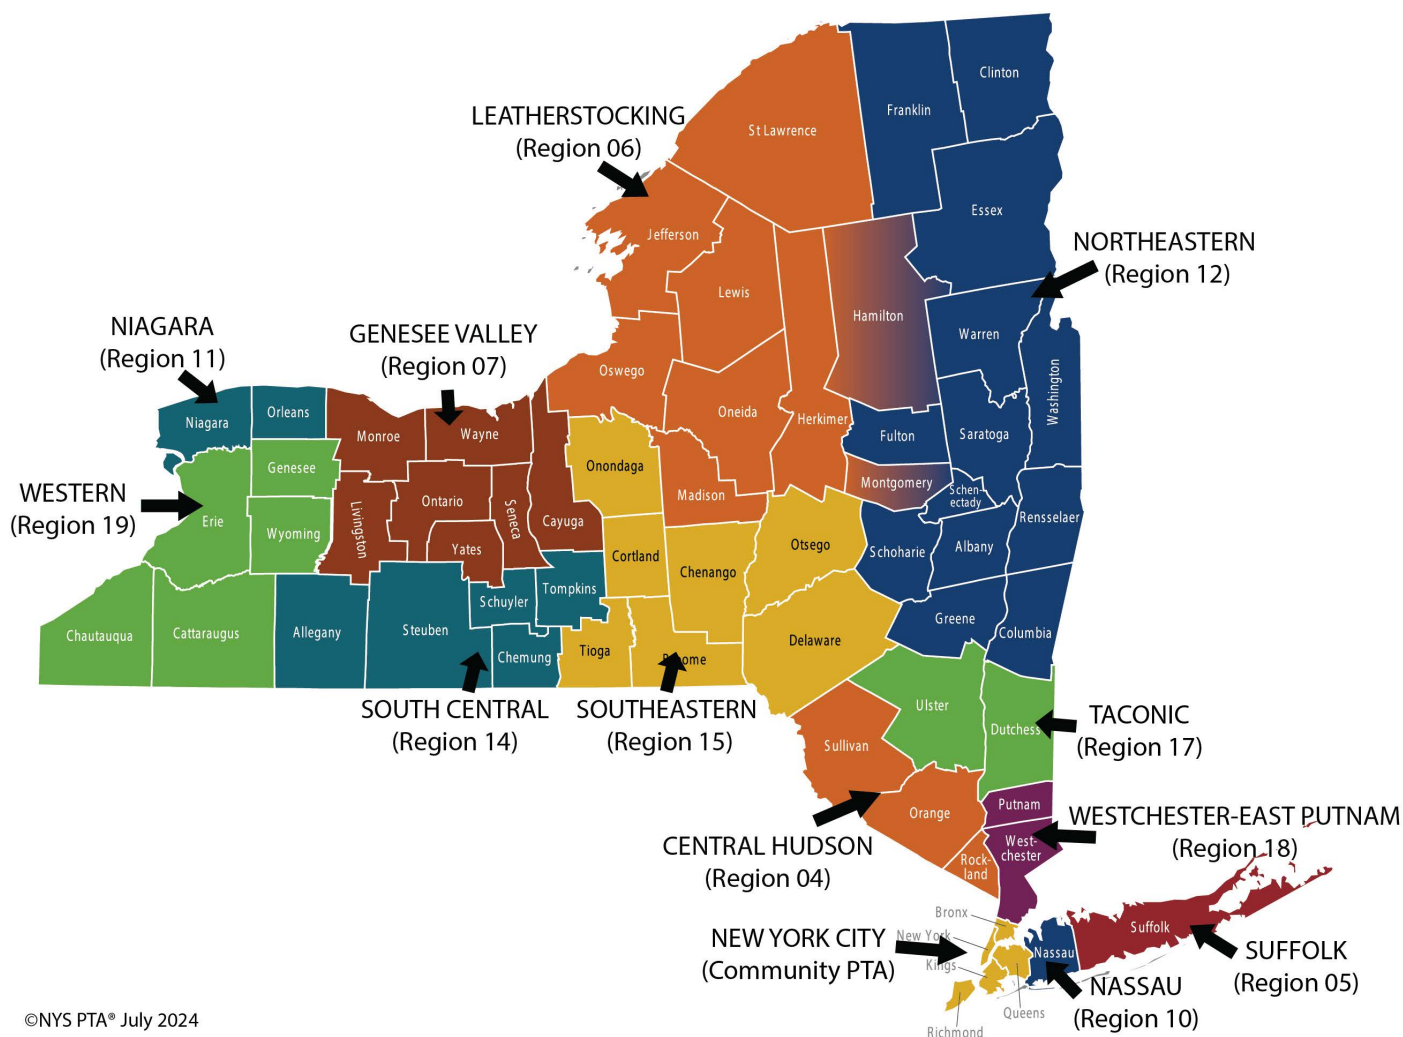 Clinton
Franklin
St Lawrence
LEATHERSTOCKING
(Region 06)
Essex
Jefferson
NORTHEASTERN
(Region 12)
Lewis
Hamilton
Warren
NIAGARA
(Region 11)
GENESEE VALLEY
(Region 07)
Oswego
Washington
Niagara
Orleans
Oneida
Herkimer
Monroe
Wayne
Fulton
Saratoga
Genesee
Onondaga
Madison
Montgomery
Schen-
ectady
WESTERN
(Region 19)
Erie
Wyoming
Livingston
Ontario
Seneca
Cayuga
Rensselaer
Yates
Cortland
Otsego
Schoharie
Albany
Chenango
Tompkins
Schuyler
Chautauqua
Cattaraugus
Allegany
Steuben
Chemung
Tioga
Delaware
Greene
Columbia
SOUTH CENTRAL
(Region 14)
SOUTHEASTERN
(Region 15)
Ulster
Dutchess
TACONIC
(Region 17)
Sullivan
Orange
Putnam
WESTCHESTER-EAST PUTNAM
(Region 18)
West-
chester
CENTRAL HUDSON
(Region 04)
Rock-
land
Bronx
New York
NEW YORK CITY
(Community PTA)
Kings
Suffolk
Nassau
SUFFOLK
(Region 05)
NASSAU
(Region 10)
Queens
Richmond
©NYS PTA® July 2024